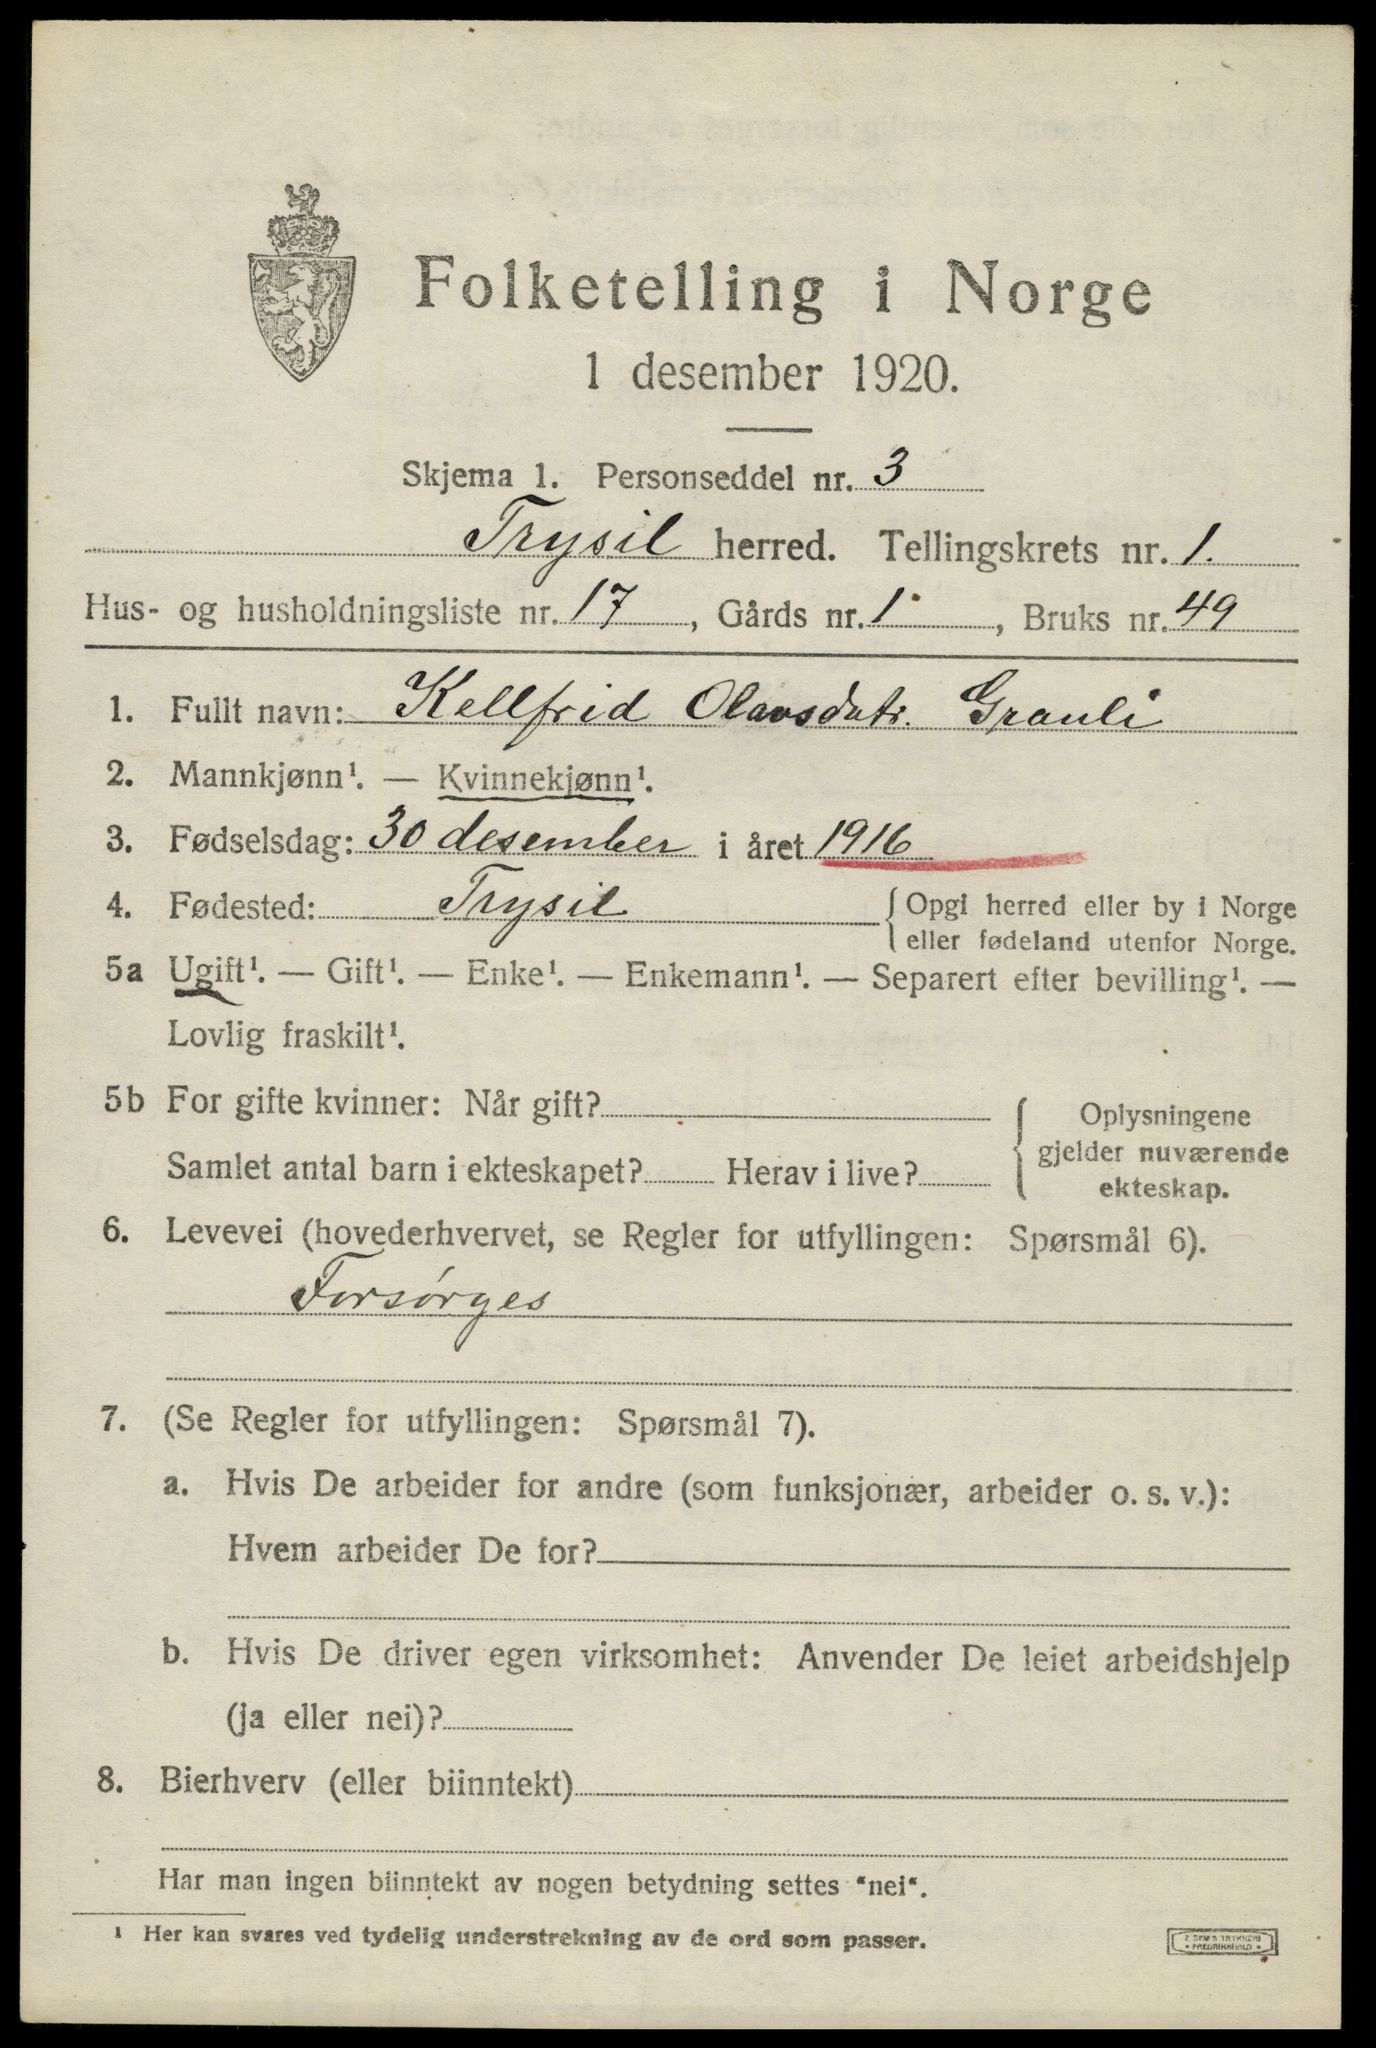 Folketelling i Norge
1 desember 1920.
Skjema 1. Personseddel nr. 3
Trysil herred. Tellingskrets nr. 1.
Hus- og husholdningsliste nr. 17, Gårds nr. 1, Bruks nr. 49
1. Fullt navn: Kellfrid Olavsdatr. Grauli
2. Mannkjønn¹. — Kvinnekjønn¹.
3. Fødselsdag: 30 desember i året 1916
4. Fødested: Trysil { Opgi herred eller by i Norge
eller fødeland utenfor Norge.
5a Ugift¹. — Gift¹. — Enke¹. — Enkemann¹. — Separert efter bevilling¹. —
Lovlig fraskilt¹.
5b For gifte kvinner: Når gift?
Samlet antal barn i ekteskapet? Herav i live?
Oplysningene
gjelder nuværende
ekteskap.
6. Levevei (hovederhvervet, se Regler for utfyllingen: Spørsmål 6).
Forsørges
7. (Se Regler for utfyllingen: Spørsmål 7).
a. Hvis De arbeider for andre (som funksjonær, arbeider o. s. v.):
Hvem arbeider De for?
b. Hvis De driver egen virksomhet: Anvender De leiet arbeidshjelp
(ja eller nei)?
8. Bierhverv (eller biinntekt)
Har man ingen biinntekt av nogen betydning settes “nei“.
¹ Her kan svares ved tydelig understrekning av de ord som passer.